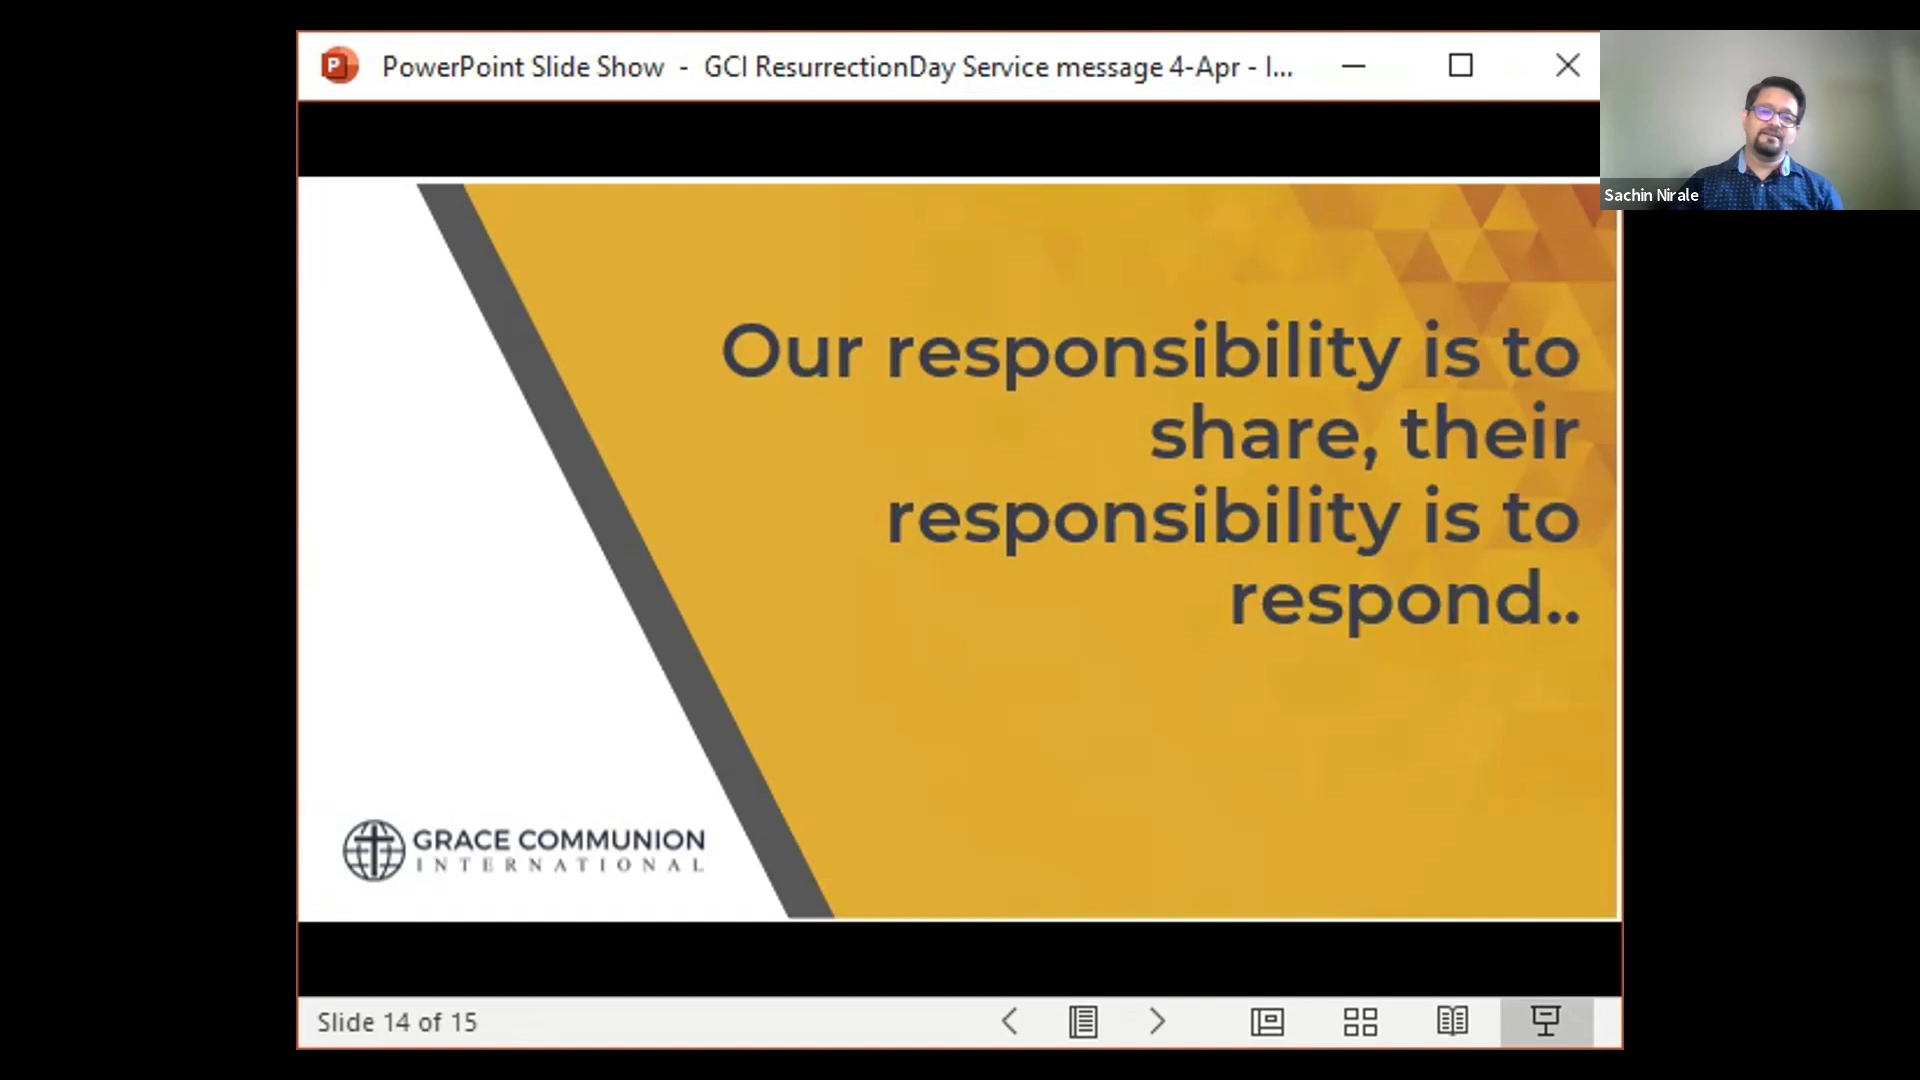 PowerPoint Slide Show - GCI ResurrectionDay Service message 4-Apr - I...
Sachin Nirale
Our responsibility is to
share, their
responsibility is to
respond..
GRACE COMMUNION
INTERNATIONAL
Slide 14 of 15